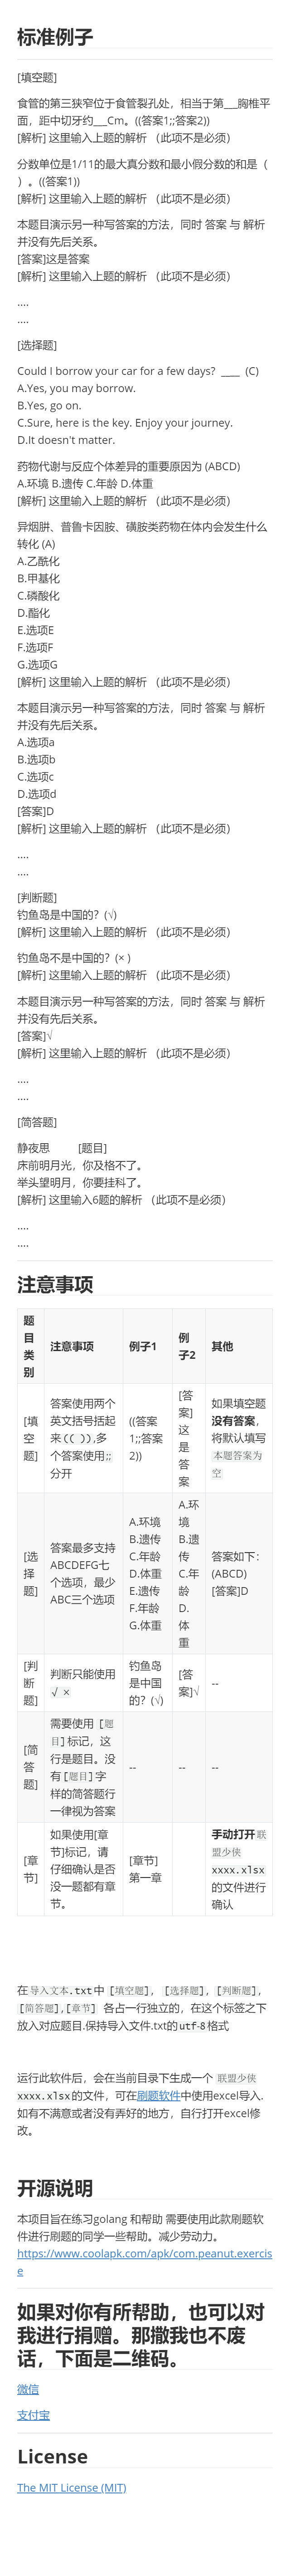 标准例子
[填空题]
食管的第三狭窄位于食管裂孔处，相当于第___胸椎平
面，距中切牙约___Cm。((答案1;;答案2))
[解析] 这里输入上题的解析 （此项不是必须）
分数单位是1/11的最大真分数和最小假分数的和是（
）。((答案1))
[解析] 这里输入上题的解析 （此项不是必须）
本题目演示另一种写答案的方法，同时 答案 与 解析
并没有先后关系。
[答案]这是答案
[解析] 这里输入上题的解析 （此项不是必须）
....
....
[选择题]
Could I borrow your car for a few days? ____ (C)
A.Yes, you may borrow.
B.Yes, go on.
C.Sure, here is the key. Enjoy your journey.
D.It doesn't matter.
药物代谢与反应个体差异的重要原因为 (ABCD)
A.环境 B.遗传 C.年龄 D.体重
[解析] 这里输入上题的解析 （此项不是必须）
异烟肼、普鲁卡因胺、磺胺类药物在体内会发生什么
转化 (A)
A.乙酰化
B.甲基化
C.磷酸化
D.酯化
E.选项E
F.选项F
G.选项G
[解析] 这里输入上题的解析 （此项不是必须）
本题目演示另一种写答案的方法，同时 答案 与 解析
并没有先后关系。
A.选项a
B.选项b
C.选项c
D.选项d
[答案]D
[解析] 这里输入上题的解析 （此项不是必须）
....
....
[判断题]
钓鱼岛是中国的？(√)
[解析] 这里输入上题的解析 （此项不是必须）
钓鱼岛不是中国的？(× )
[解析] 这里输入上题的解析 （此项不是必须）
本题目演示另一种写答案的方法，同时 答案 与 解析
并没有先后关系。
[答案]√
[解析] 这里输入上题的解析 （此项不是必须）
....
....
[简答题]
静夜思 [题目]
床前明月光，你及格不了。
举头望明月，你要挂科了。
[解析] 这里输入6题的解析 （此项不是必须）
....
....
注意事项
题
目
类
别
注意事项
例子1
例
子2
其他
[填
空
题]
答案使用两个
英文括号括起
来(( )),多
个答案使用;;
分开
((答案
1;;答案
2))
[答
案]
这
是
答
案
如果填空题
没有答案，
将默认填写
本题答案为
空
[选
择
题]
答案最多支持
ABCDEFG七
个选项，最少
ABC三个选项
A.环境
B.遗传
C.年龄
D.体重
E.遗传
F.年龄
G.体重
A.环
境
B.遗
传
C.年
龄
D.
体
重
答案如下：
(ABCD)
[答案]D
[判
断
题]
判断只能使用
√ ×
钓鱼岛
是中国
的？(√)
[答
案]√
--
[简
答
题]
需要使用 [题
目]标记，这
行是题目。没
有[题目]字
样的简答题行
一律视为答案
--
--
--
[章
节]
如果使用[章
节]标记，请
仔细确认是否
没一题都有章
节。
[章节]
第一章
手动打开联
盟少侠
xxxx.xlsx
的文件进行
确认
在导入文本.txt中 [填空题]， [选择题]，[判断题]，
[简答题],[章节] 各占一行独立的，在这个标签之下
放入对应题目.保持导入文件.txt的utf-8格式
运行此软件后，会在当前目录下生成一个 联盟少侠
xxxx.xlsx的文件，可在刷题软件中使用excel导入.
如有不满意或者没有弄好的地方，自行打开excel修
改。
开源说明
本项目旨在练习golang 和帮助 需要使用此款刷题软
件进行刷题的同学一些帮助。减少劳动力。
https://www.coolapk.com/apk/com.peanut.exercis
e
如果对你有所帮助，也可以对
我进行捐赠。那撒我也不废
话，下面是二维码。
微信
支付宝
License
The MIT License (MIT)